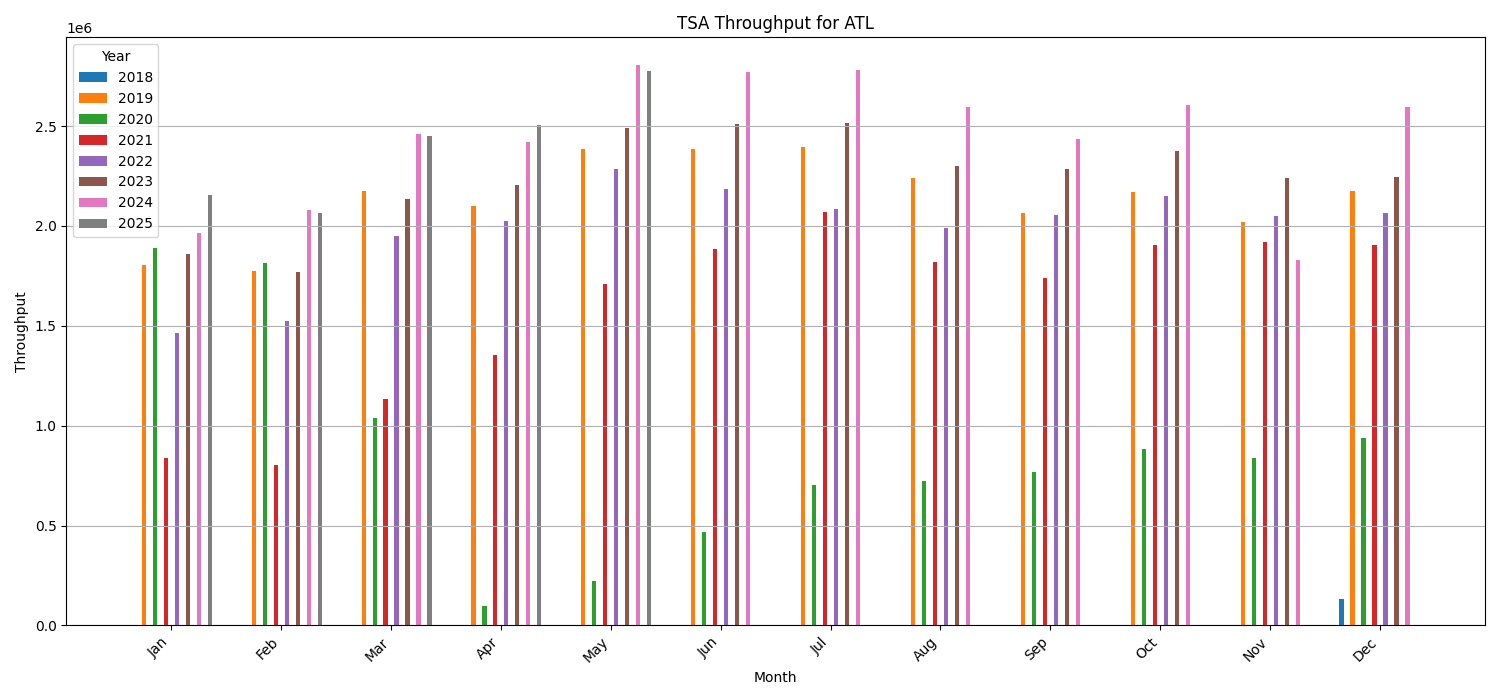 TSA Throughput for ATL
1e6
Year
2018
2019
2020
2021
2022
2023
2024
2025
2.5
2.0
1.5
1.0
0.5
0.0
Throughput
Jan Feb Mar Apr May Jun Jul Aug Sep Oct Nov Dec
Month